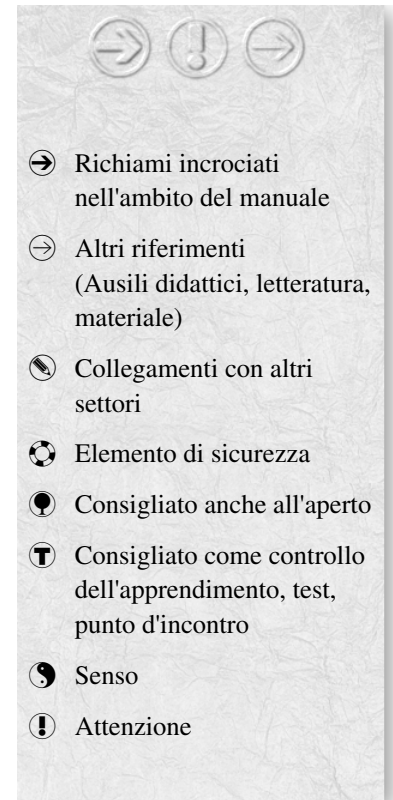 Richiami incrociati
nell'ambito del manuale
Altri riferimenti
(Ausili didattici, letteratura,
materiale)
Collegamenti con altri
settori
Elemento di sicurezza
Consigliato anche all'aperto
T Consigliato come controllo
dell'apprendimento, test,
punto d'incontro
Senso
! Attenzione